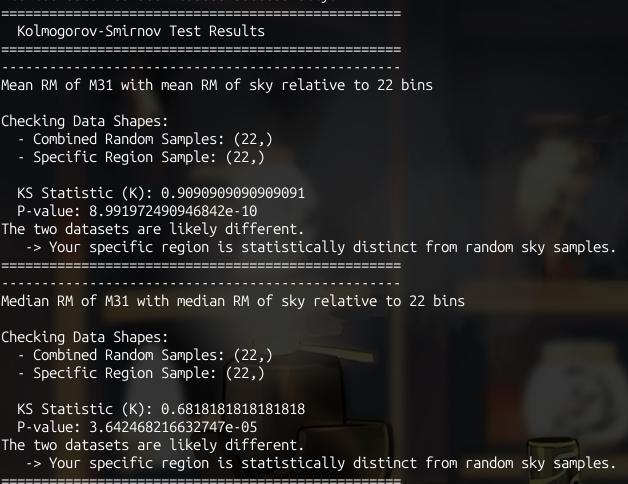 ==================================================
Kolmogorov-Smirnov Test Results
==================================================
--------------------------------------------------
Mean RM of M31 with mean RM of sky relative to 22 bins
Checking Data Shapes:
- Combined Random Samples: (22,)
- Specific Region Sample: (22,)
KS Statistic (K): 0.9090909090909091
P-value: 8.991972490946842e-10
The two datasets are likely different.
-> Your specific region is statistically distinct from random sky samples.
==================================================
--------------------------------------------------
Median RM of M31 with median RM of sky relative to 22 bins
Checking Data Shapes:
- Combined Random Samples: (22,)
- Specific Region Sample: (22,)
KS Statistic (K): 0.6818181818181818
P-value: 3.642468216632747e-05
The two datasets are likely different.
-> Your specific region is statistically distinct from random sky samples.
==================================================